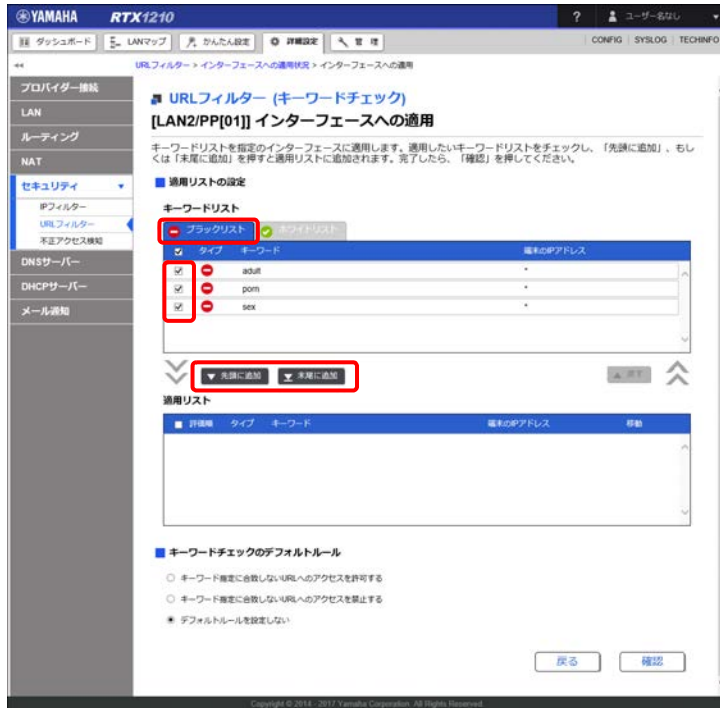 YAMAHA RTX1210 ? ユーザー名なし
ダッシュボード LANマップ かんたん設定 詳細設定 管理 CONFIG SYSLOG TECHINFO
URLフィルター > インターフェースへの適用状況 > インターフェースへの適用
プロバイダー接続
LAN
ルーティング
NAT
セキュリティ
IPフィルター
URLフィルター
不正アクセス検知
DNSサーバー
DHCPサーバー
メール通知
URLフィルター (キーワードチェック)
[LAN2/PP[01]] インターフェースへの適用
キーワードリストを指定のインターフェースに適用します。適用したいキーワードリストをチェックし、「先頭に追加」、もし
くは「末尾に追加」を押すと適用リストに追加されます。完了したら、「確認」を押してください。
適用リストの設定
キーワードリスト
ブラックリスト ホワイトリスト
タイプ キーワード 端末のIPアドレス
adult *
porn *
sex *
先頭に追加 末尾に追加 戻す
適用リスト
評価順 タイプ キーワード 端末のIPアドレス 移動
キーワードチェックのデフォルトルール
キーワード指定に合致しないURLへのアクセスを許可する
キーワード指定に合致しないURLへのアクセスを禁止する
デフォルトルールを設定しない
戻る 確認
Copyright © 2014 - 2017 Yamaha Corporation. All Rights Reserved.